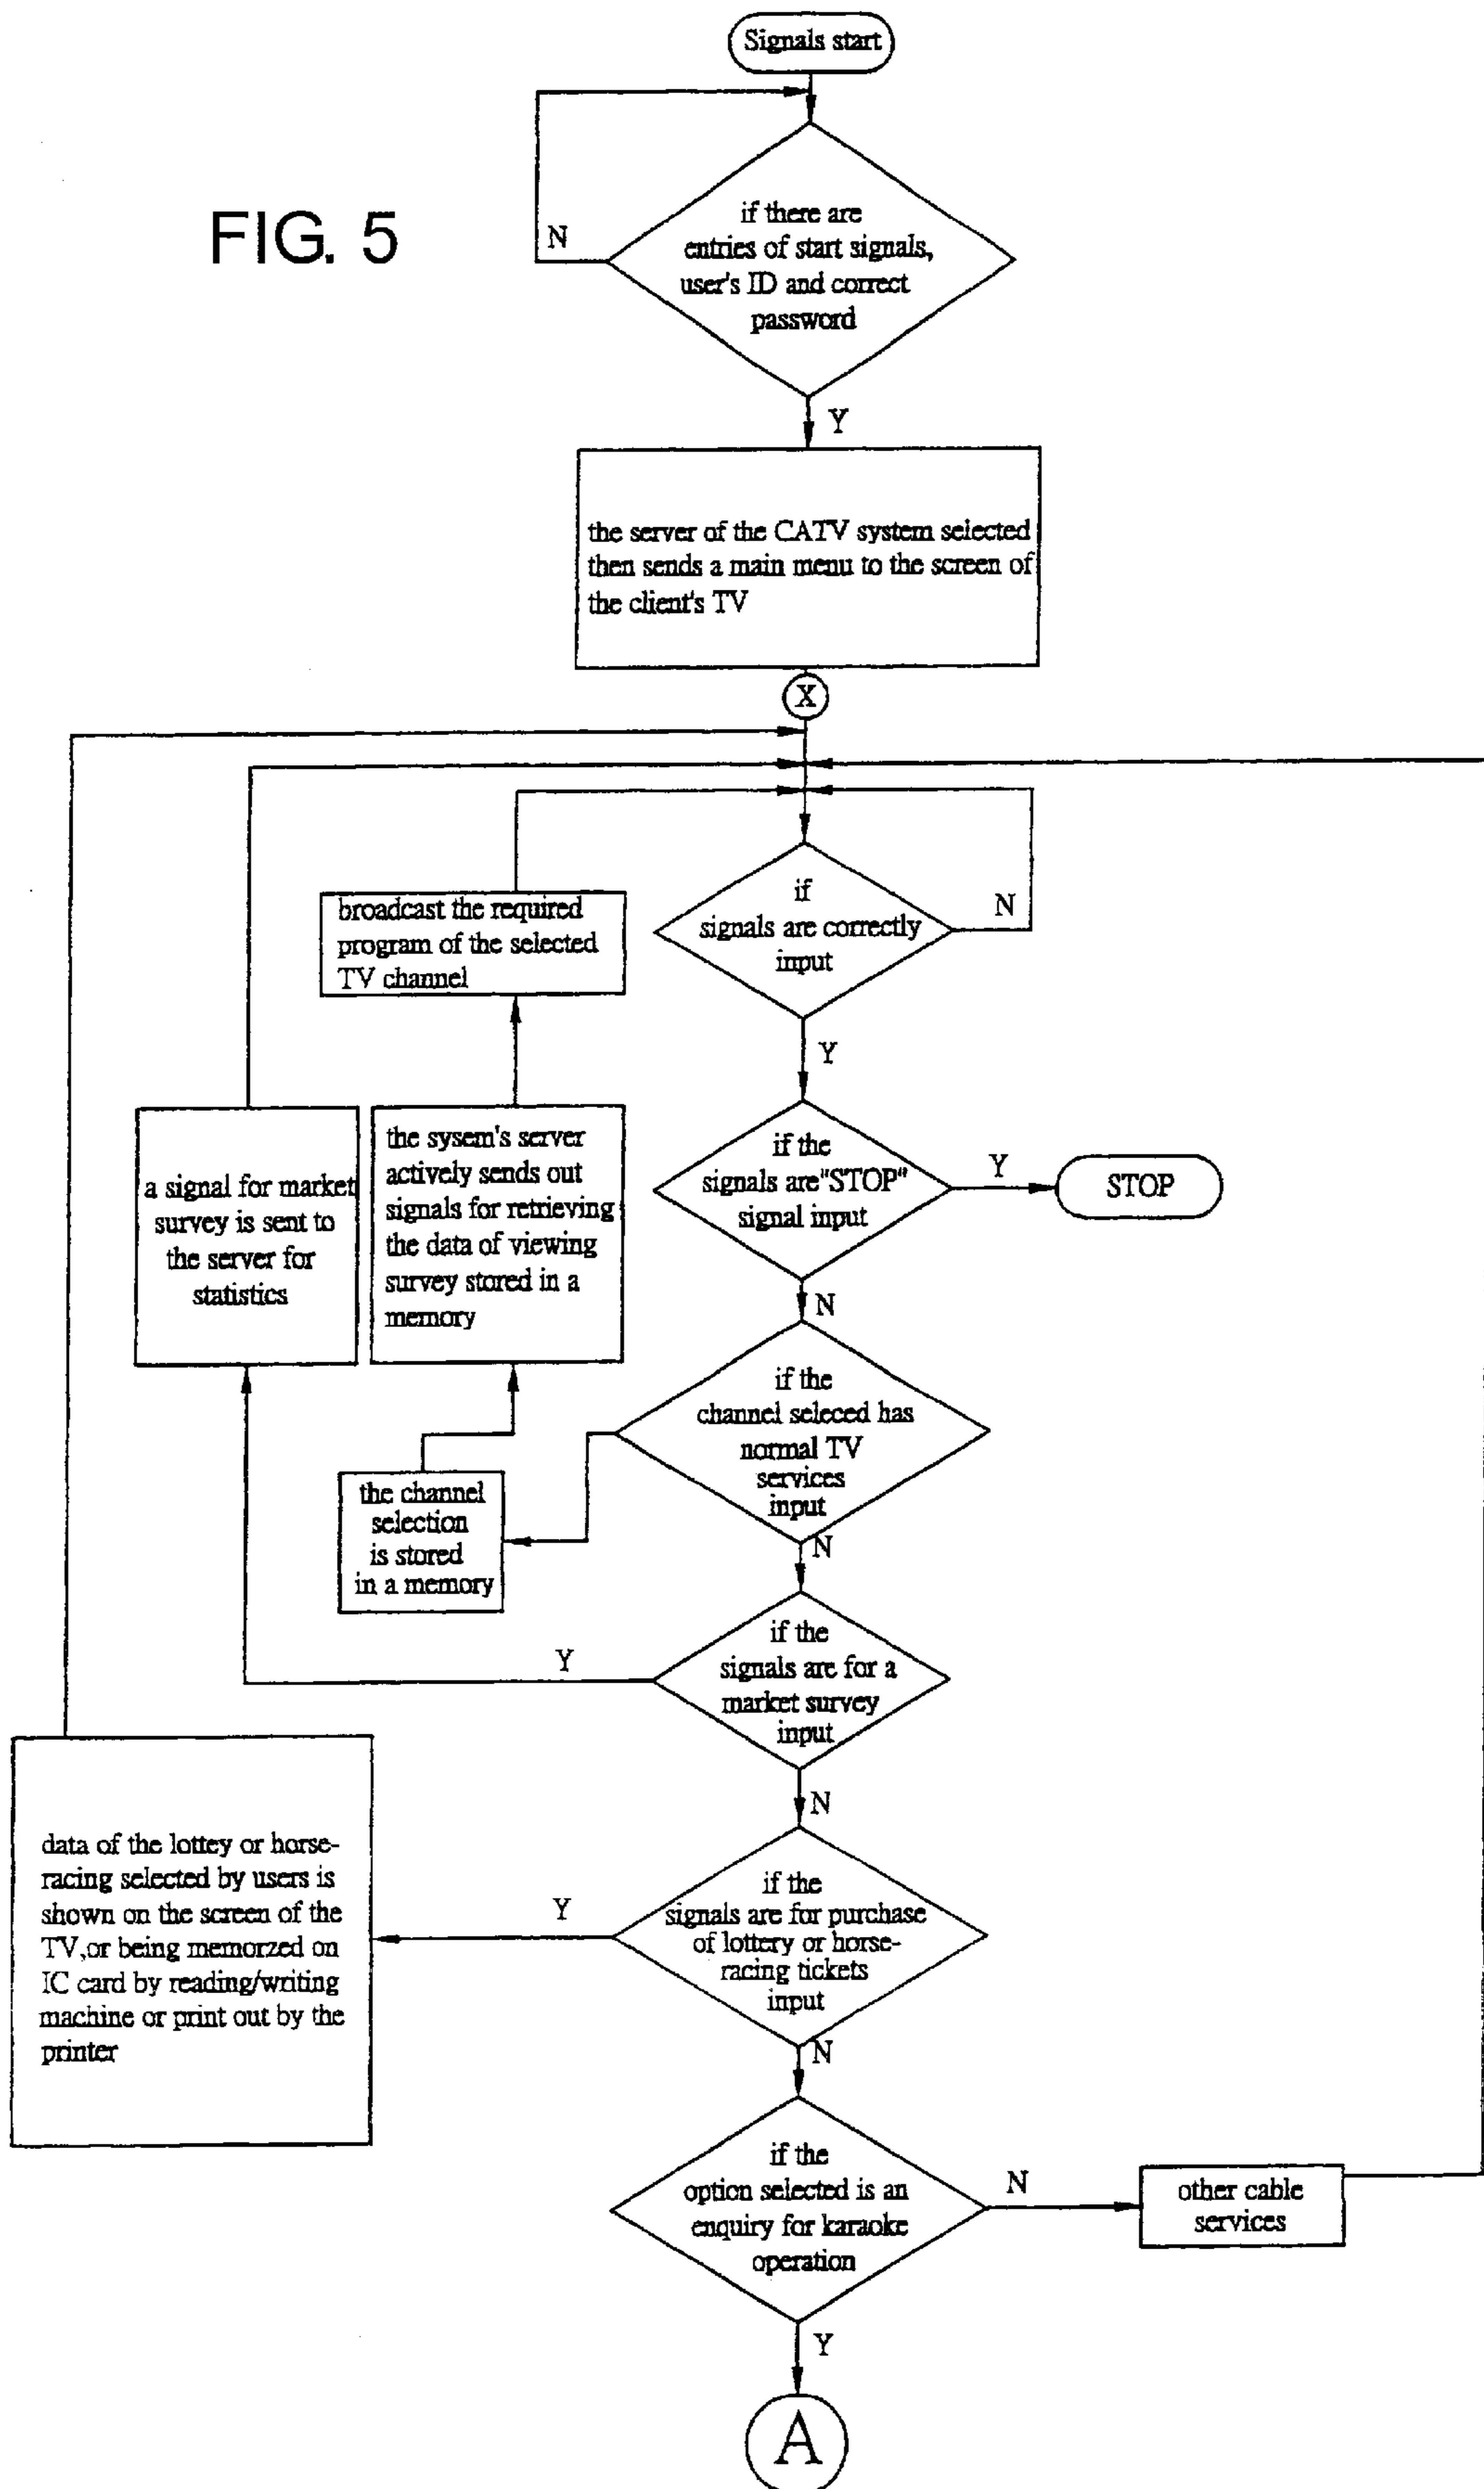 Signals start
FIG. 5
if there are
entries of start signals,
user's ID and correct
password
N
Y
the server of the CATV system selected
then sends a main menu to the screen of
the client's TV
X
if
signals are correctly
input
N
Y
broadcast the required
program of the selected
TV channel
if the
signals are "STOP"
signal input
Y
STOP
N
a signal for market
survey is sent to
the server for
statistics
the sysem's server
actively sends out
signals for retrieving
the data of viewing
survey stored in a
memory
if the
channel seleced has
normal TV
services
input
N
the channel
selection
is stored
in a memory
if the
signals are for a
market survey
input
Y
N
data of the lottey or horse-
racing selected by users is
shown on the screen of the
TV,or being memorzed on
IC card by reading/writing
machine or print out by the
printer
if the
signals are for purchase
of lottery or horse-
racing tickets
input
Y
N
if the
option selected is an
enquiry for karaoke
operation
N
other cable
services
Y
A